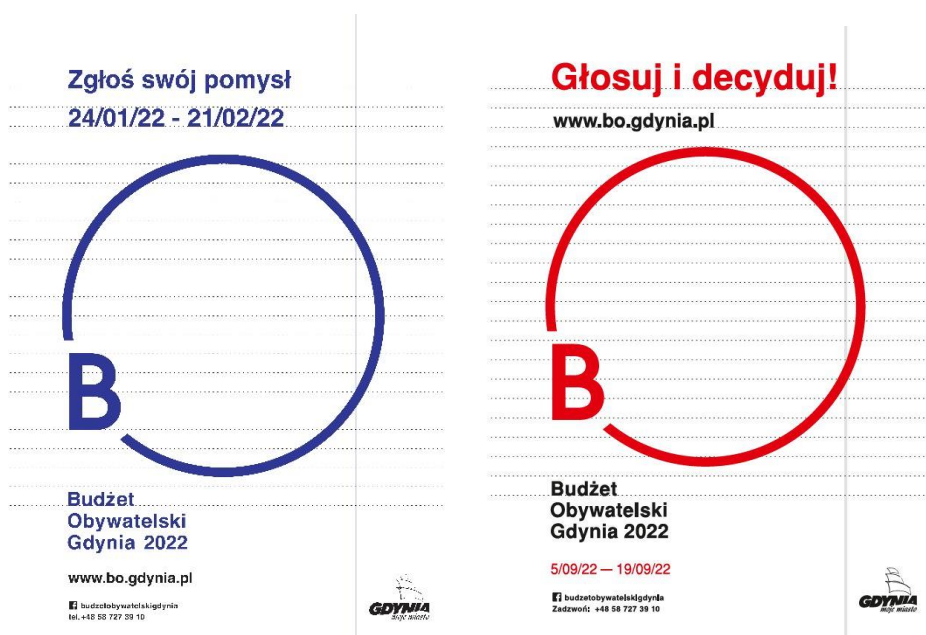 Zgłoś swój pomysł
24/01/22 - 21/02/22
B
Budżet
Obywatelski
Gdynia 2022
www.bo.gdynia.pl
budzetobywatelskigdynia
tel. +48 58 727 39 10
GDYNIA
moje miasto
Głosuj i decyduj!
www.bo.gdynia.pl
B
Budżet
Obywatelski
Gdynia 2022
5/09/22 — 19/09/22
budzetobywatelskigdynia
Zadzwoń: +48 58 727 39 10
GDYNIA
moje miasto